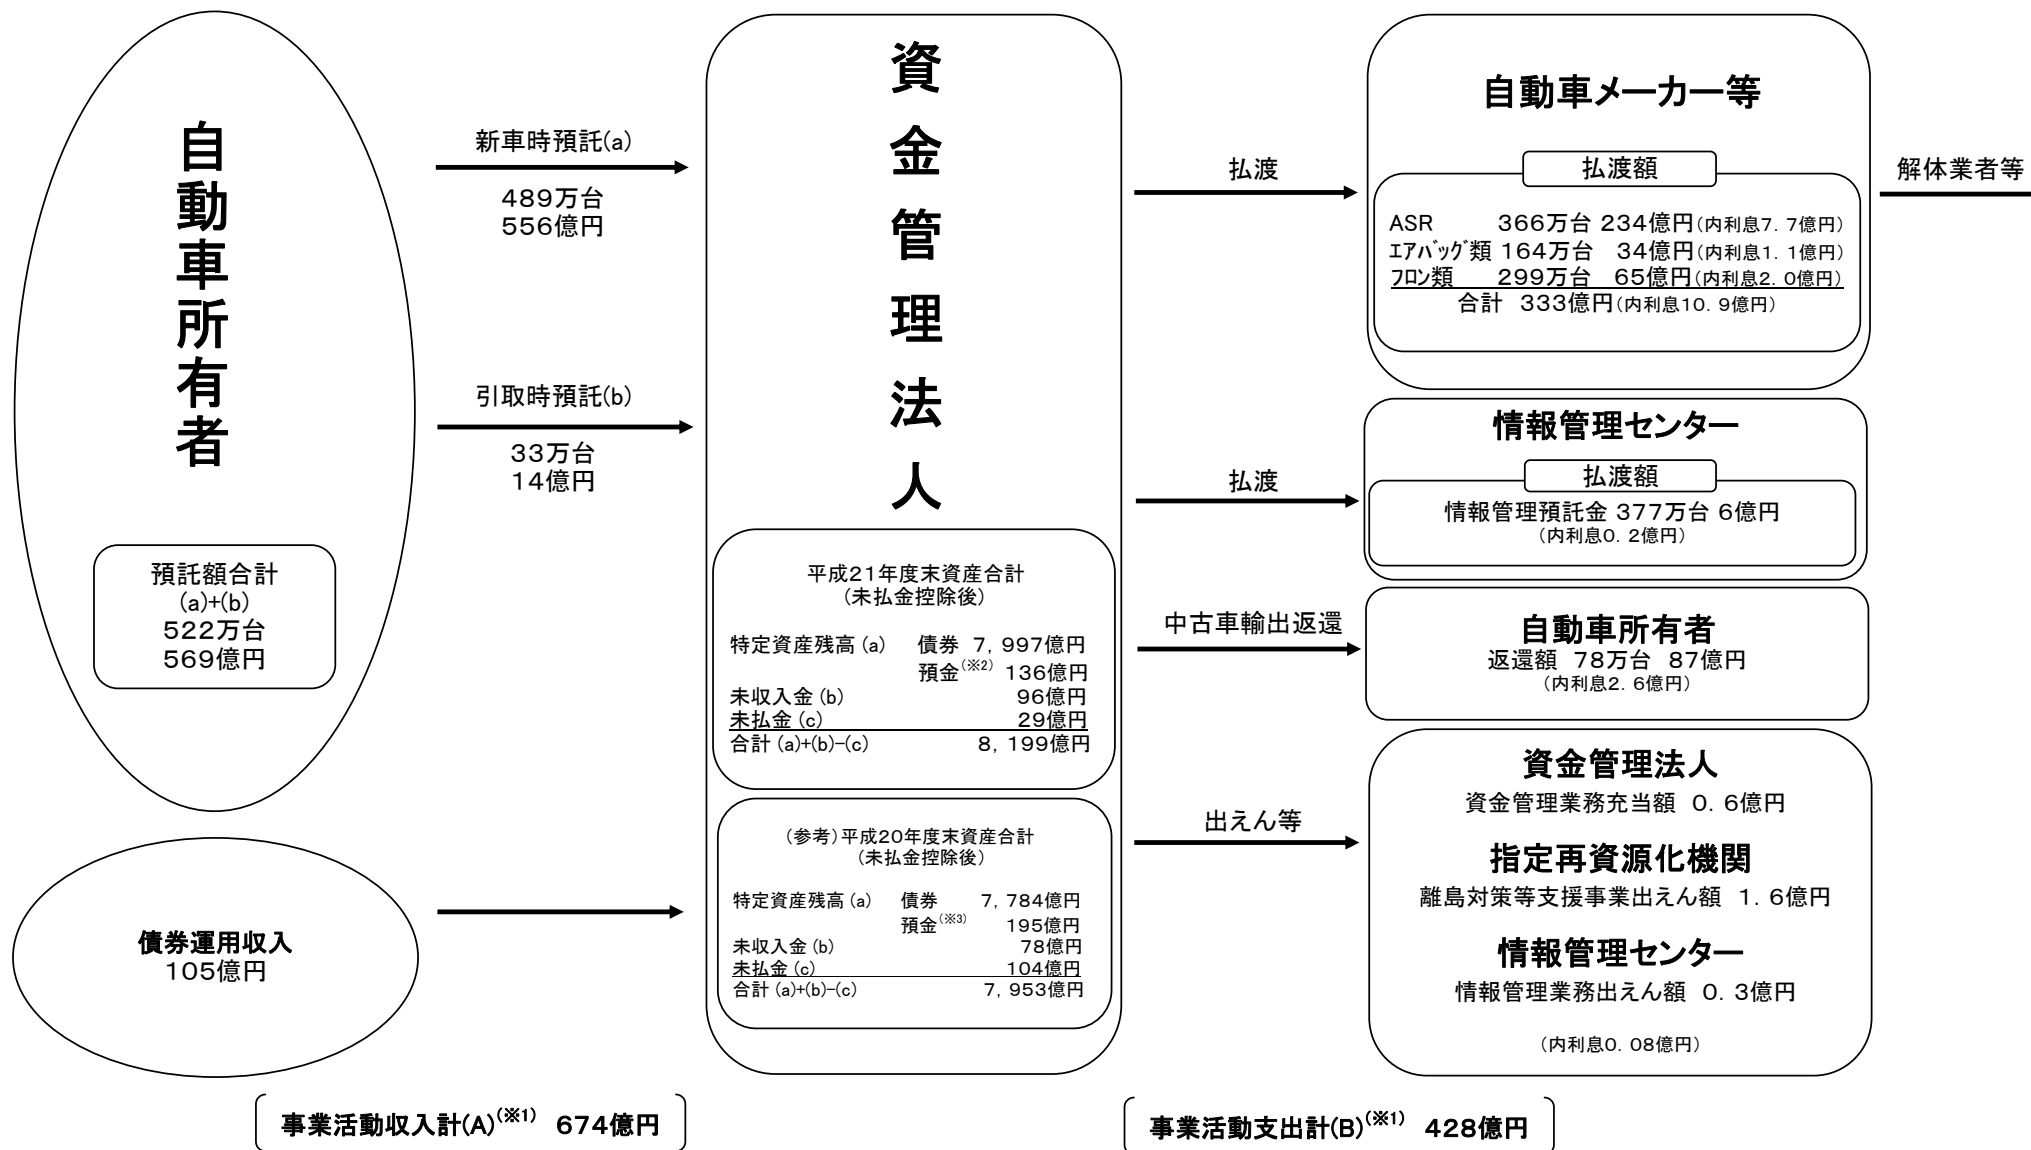 自動車所有者
預託額合計
(a)+(b)
522万台
569億円
債券運用収入
105億円
新車時預託(a)
489万台
556億円
引取時預託(b)
33万台
14億円
資金管理法人
平成21年度末資産合計
(未払金控除後)
特定資産残高(a) 債券 7,997億円
預金(※2) 136億円
未収入金(b) 96億円
未払金(c) 29億円
合計(a)+(b)-(c) 8,199億円
(参考)平成20年度末資産合計
(未払金控除後)
特定資産残高(a) 債券 7,784億円
預金(※3) 195億円
未収入金(b) 78億円
未払金(c) 104億円
合計(a)+(b)-(c) 7,953億円
払渡
払渡
中古車輸出返還
出えん等
自動車メーカー等
払渡額
ASR 366万台 234億円(内利息7.7億円)
エアバッグ類 164万台 34億円(内利息1.1億円)
フロン類 299万台 65億円(内利息2.0億円)
合計 333億円(内利息10.9億円)
解体業者等
情報管理センター
払渡額
情報管理預託金 377万台 6億円
(内利息0.2億円)
自動車所有者
返還額 78万台 87億円
(内利息2.6億円)
資金管理法人
資金管理業務充当額 0.6億円
指定再資源化機関
離島対策等支援事業出えん額 1.6億円
情報管理センター
情報管理業務出えん額 0.3億円
(内利息0.08億円)
事業活動収入計(A)(※1) 674億円
事業活動支出計(B)(※1) 428億円